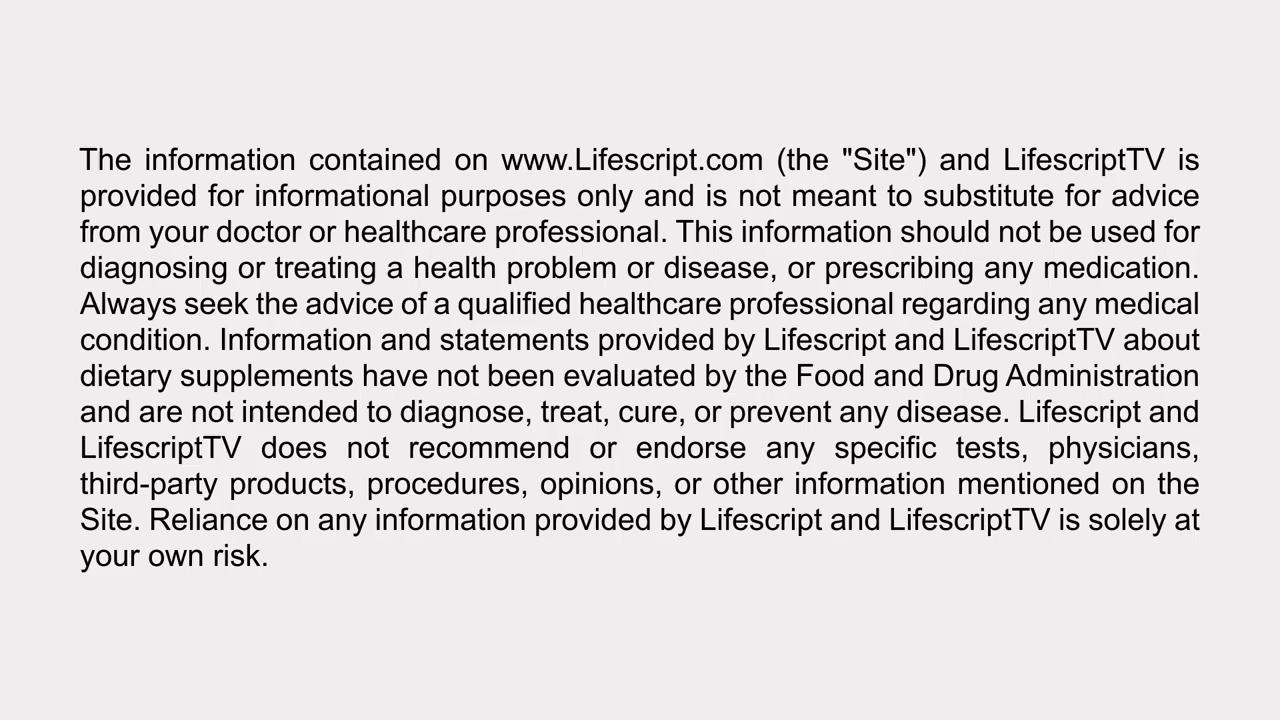 The information contained on www.Lifescript.com (the "Site") and LifescriptTV is
provided for informational purposes only and is not meant to substitute for advice
from your doctor or healthcare professional. This information should not be used for
diagnosing or treating a health problem or disease, or prescribing any medication.
Always seek the advice of a qualified healthcare professional regarding any medical
condition. Information and statements provided by Lifescript and LifescriptTV about
dietary supplements have not been evaluated by the Food and Drug Administration
and are not intended to diagnose, treat, cure, or prevent any disease. Lifescript and
LifescriptTV does not recommend or endorse any specific tests, physicians,
third-party products, procedures, opinions, or other information mentioned on the
Site. Reliance on any information provided by Lifescript and LifescriptTV is solely at
your own risk.